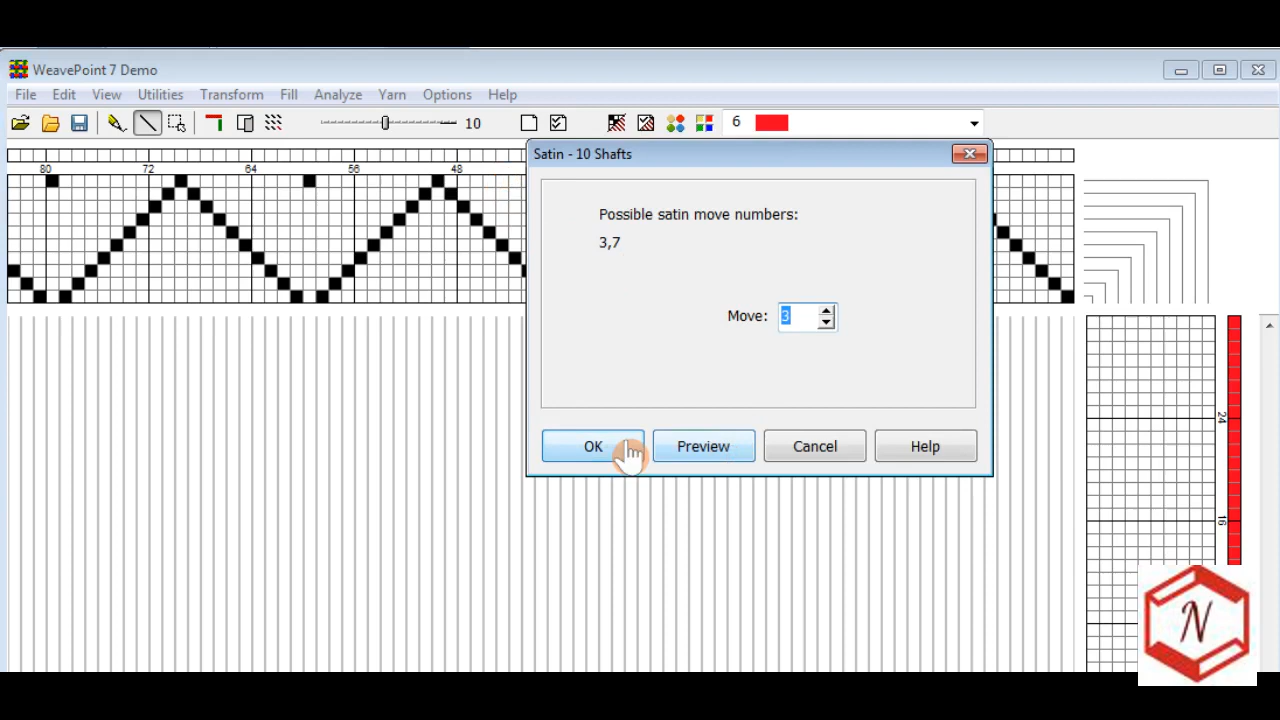 WeavePoint 7 Demo
File Edit View Utilities Transform Fill Analyze Yarn Options Help
10 6
Satin - 10 Shafts
80 72 64 56 48
Possible satin move numbers:
3,7
Move: 3
OK Preview Cancel Help
24
16
N